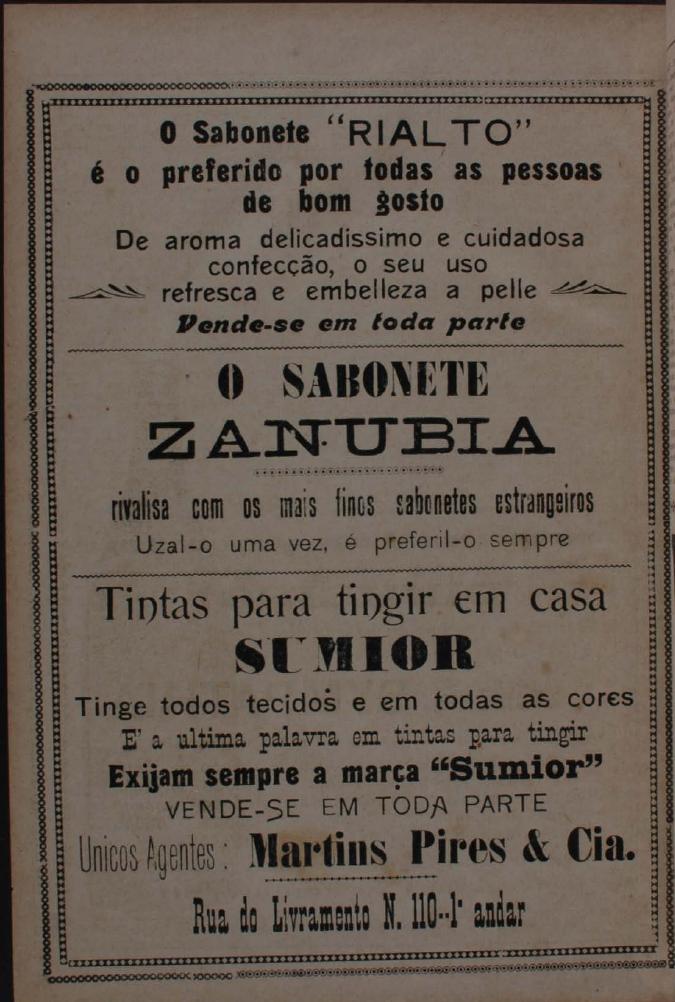 O Sabonete "RIALTO"
é o preferido por todas as pessoas
de bom gosto
De aroma delicadissimo e cuidadosa
confecção, o seu uso
refresca e embelleza a pelle
Vende-se em toda parte
O SABONETE
ZANUBIA
rivalisa com os mais finos sabonetes estrangeiros
Uzal-o uma vez, é preferil-o sempre
Tintas para tingir em casa
SUMIOR
Tinge todos tecidos e em todas as cores
E' a ultima palavra em tintas para tingir
Exijam sempre a marça "Sumior"
VENDE-SE EM TODA PARTE
Unicos Agentes: Martins Pires & Cia.
Rua do Livramento N. 110--1º andar